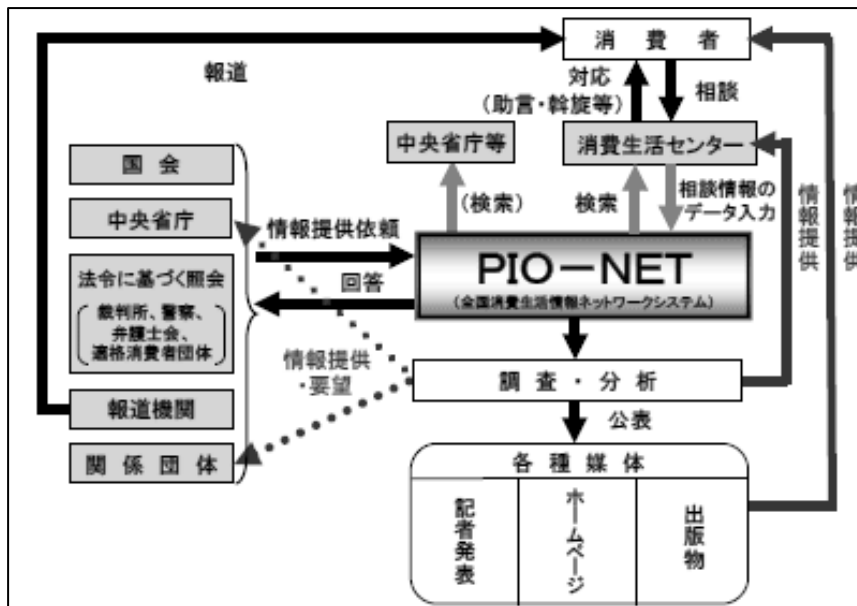 消費者
報道
対応
(助言・斡旋等)
相談
中央省庁等
消費生活センター
国会
中央省庁
法令に基づく照会
裁判所、警察、
弁護士会、
適格消費者団体
報道機関
関係団体
情報提供依頼
回答
(検索)
検索
相談情報の
データ入力
PIO-NET
(全国消費生活情報ネットワークシステム)
情報提供
・要望
調査・分析
公表
各種媒体
記者発表
ホームページ
出版物
情報提供
情報提供